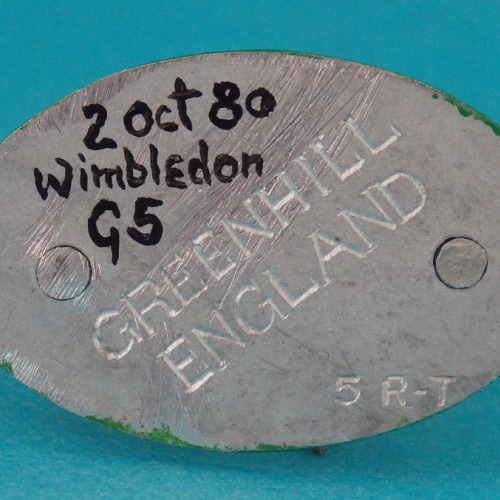 2 Oct 80
Wimbledon
G5
GREENHILL
ENGLAND
5 R-T